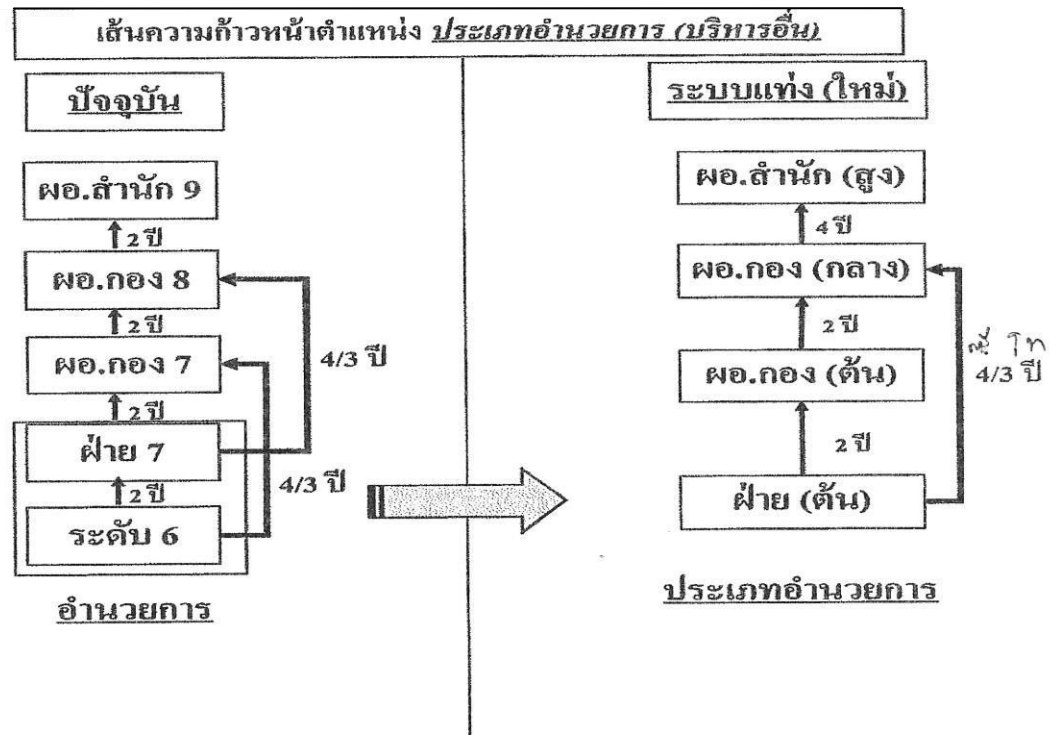 เส้นความก้าวหน้าตำแหน่ง ประเภทอำนวยการ (บริหารอื่น)
ปัจจุบัน
ผอ.สำนัก 9
2 ปี
ผอ.กอง 8
2 ปี
ผอ.กอง 7
4/3 ปี
2 ปี
ฝ่าย 7
2 ปี
4/3 ปี
ระดับ 6
อำนวยการ
ระบบแท่ง (ใหม่)
ผอ.สำนัก (สูง)
4 ปี
ผอ.กอง (กลาง)
2 ปี
โท
4/3 ปี
ผอ.กอง (ต้น)
2 ปี
ฝ่าย (ต้น)
ประเภทอำนวยการ